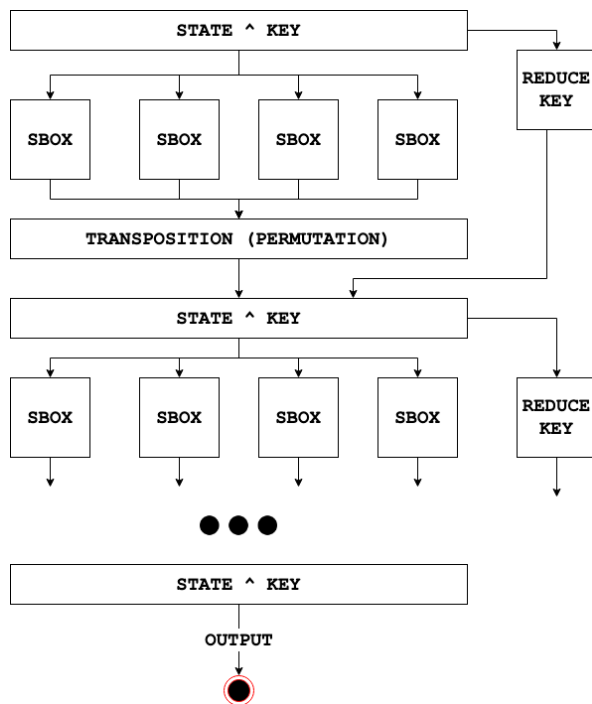 STATE ^ KEY
REDUCE
KEY
SBOX
SBOX
SBOX
SBOX
TRANSPOSITION (PERMUTATION)
STATE ^ KEY
SBOX
SBOX
SBOX
SBOX
REDUCE
KEY
STATE ^ KEY
OUTPUT